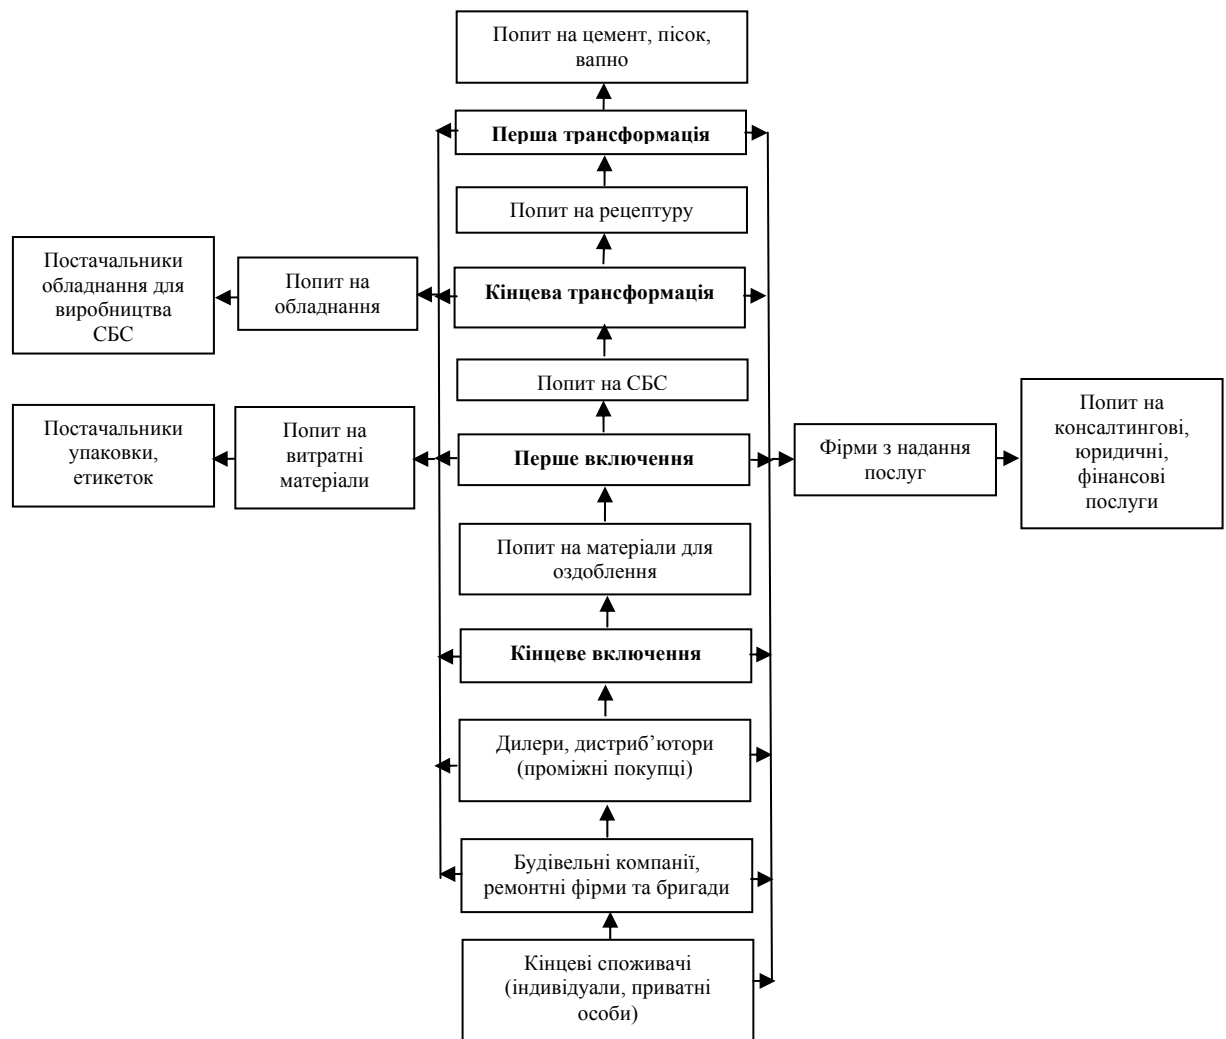 Попит на цемент, пісок,
вапно
Перша трансформація
Попит на рецептуру
Постачальники
обладнання для
виробництва
СБС
Попит на
обладнання
Кінцева трансформація
Попит на СБС
Постачальники
упаковки,
етикеток
Попит на
витратні
матеріали
Перше включення
Фірми з надання
послуг
Попит на
консалтингові,
юридичні,
фінансові
послуги
Попит на матеріали для
оздоблення
Кінцеве включення
Дилери, дистриб’ютори
(проміжні покупці)
Будівельні компанії,
ремонтні фірми та бригади
Кінцеві споживачі
(індивідуали, приватні
особи)